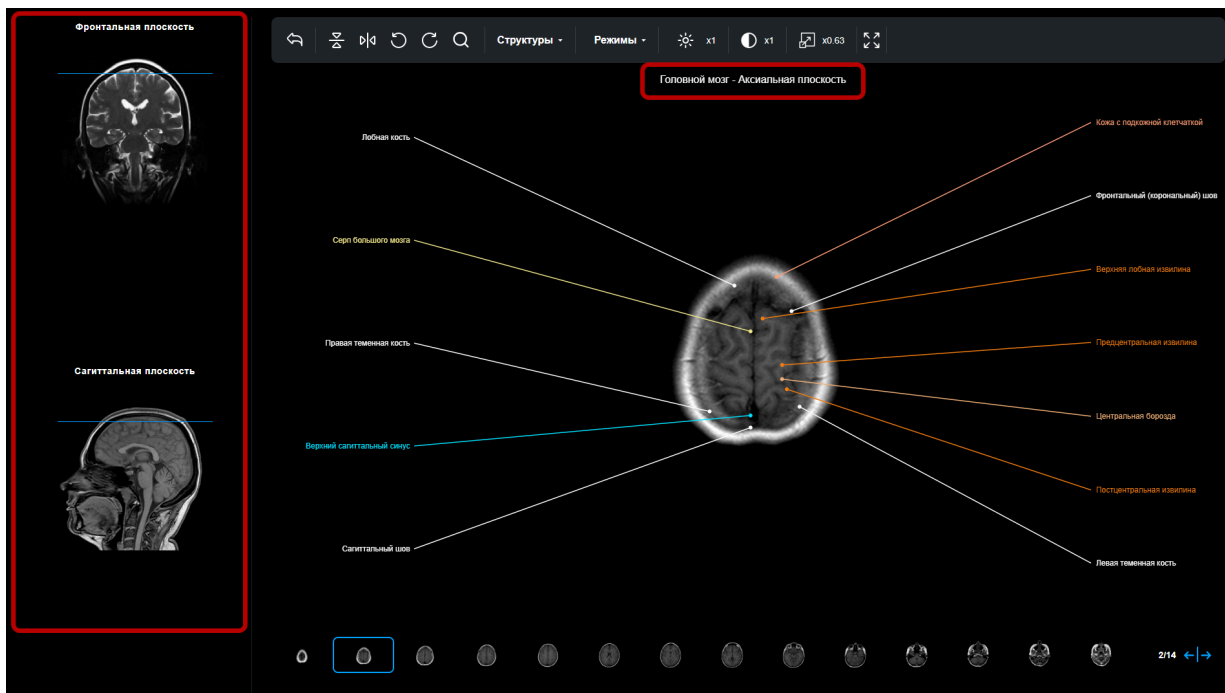 Фронтальная плоскость
Сагиттальная плоскость
Структуры
Режимы
x1
x1
x0.63
Головной мозг - Аксиальная плоскость
Лобная кость
Серп большого мозга
Правая теменная кость
Верхний сагиттальный синус
Сагиттальный шов
Кожа с подкожной клетчаткой
Фронтальный (корональный) шов
Верхняя лобная извилина
Предцентральная извилина
Центральная борозда
Постцентральная извилина
Левая теменная кость
2/14